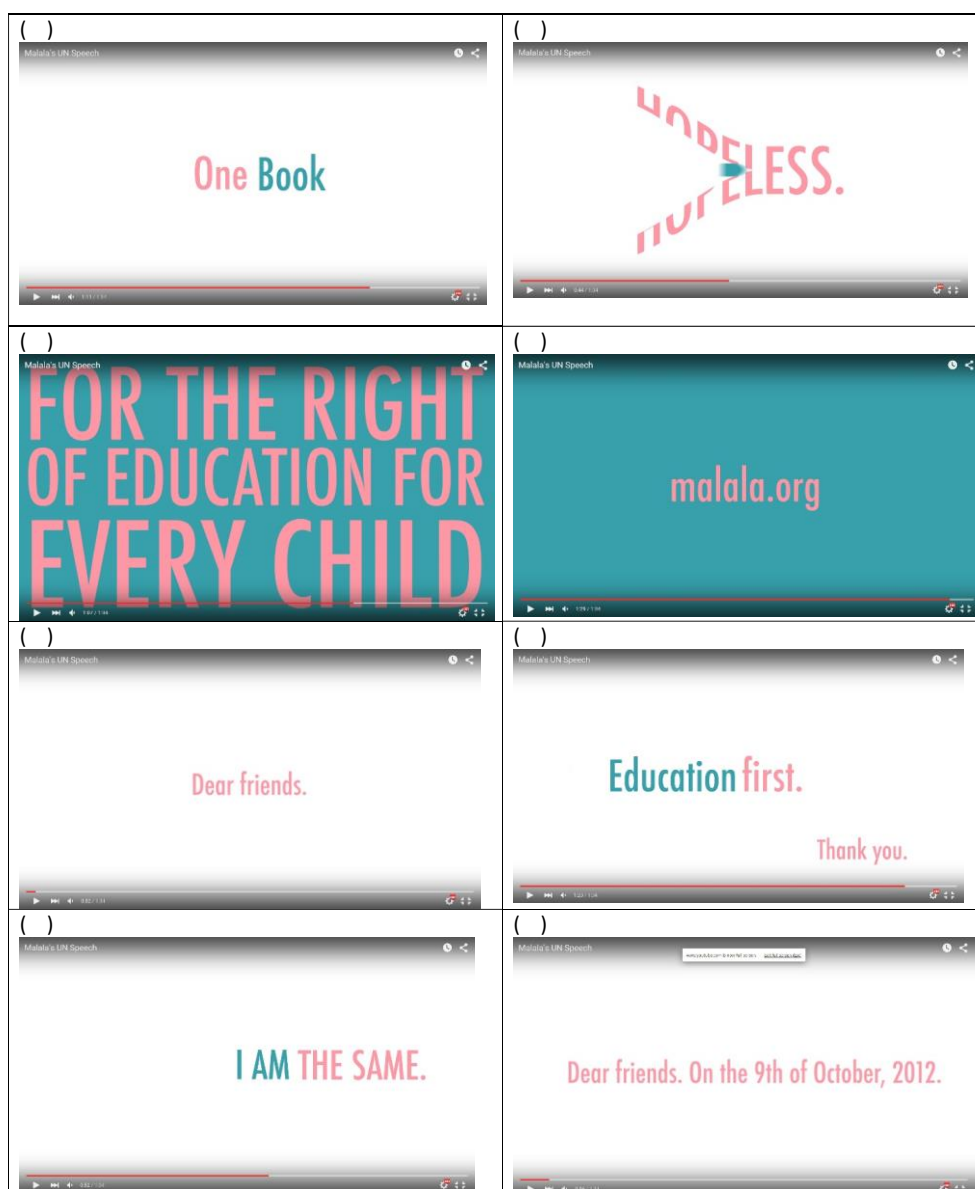 ( )
Malala's UN Speech
One Book
( )
Malala's UN Speech
HOPELESS.
( )
Malala's UN Speech
FOR THE RIGHT
OF EDUCATION FOR
EVERY CHILD
( )
Malala's UN Speech
malala.org
( )
Malala's UN Speech
Dear friends.
( )
Malala's UN Speech
Education first.
Thank you.
( )
Malala's UN Speech
I AM THE SAME.
( )
Malala's UN Speech
Dear friends. On the 9th of October, 2012.